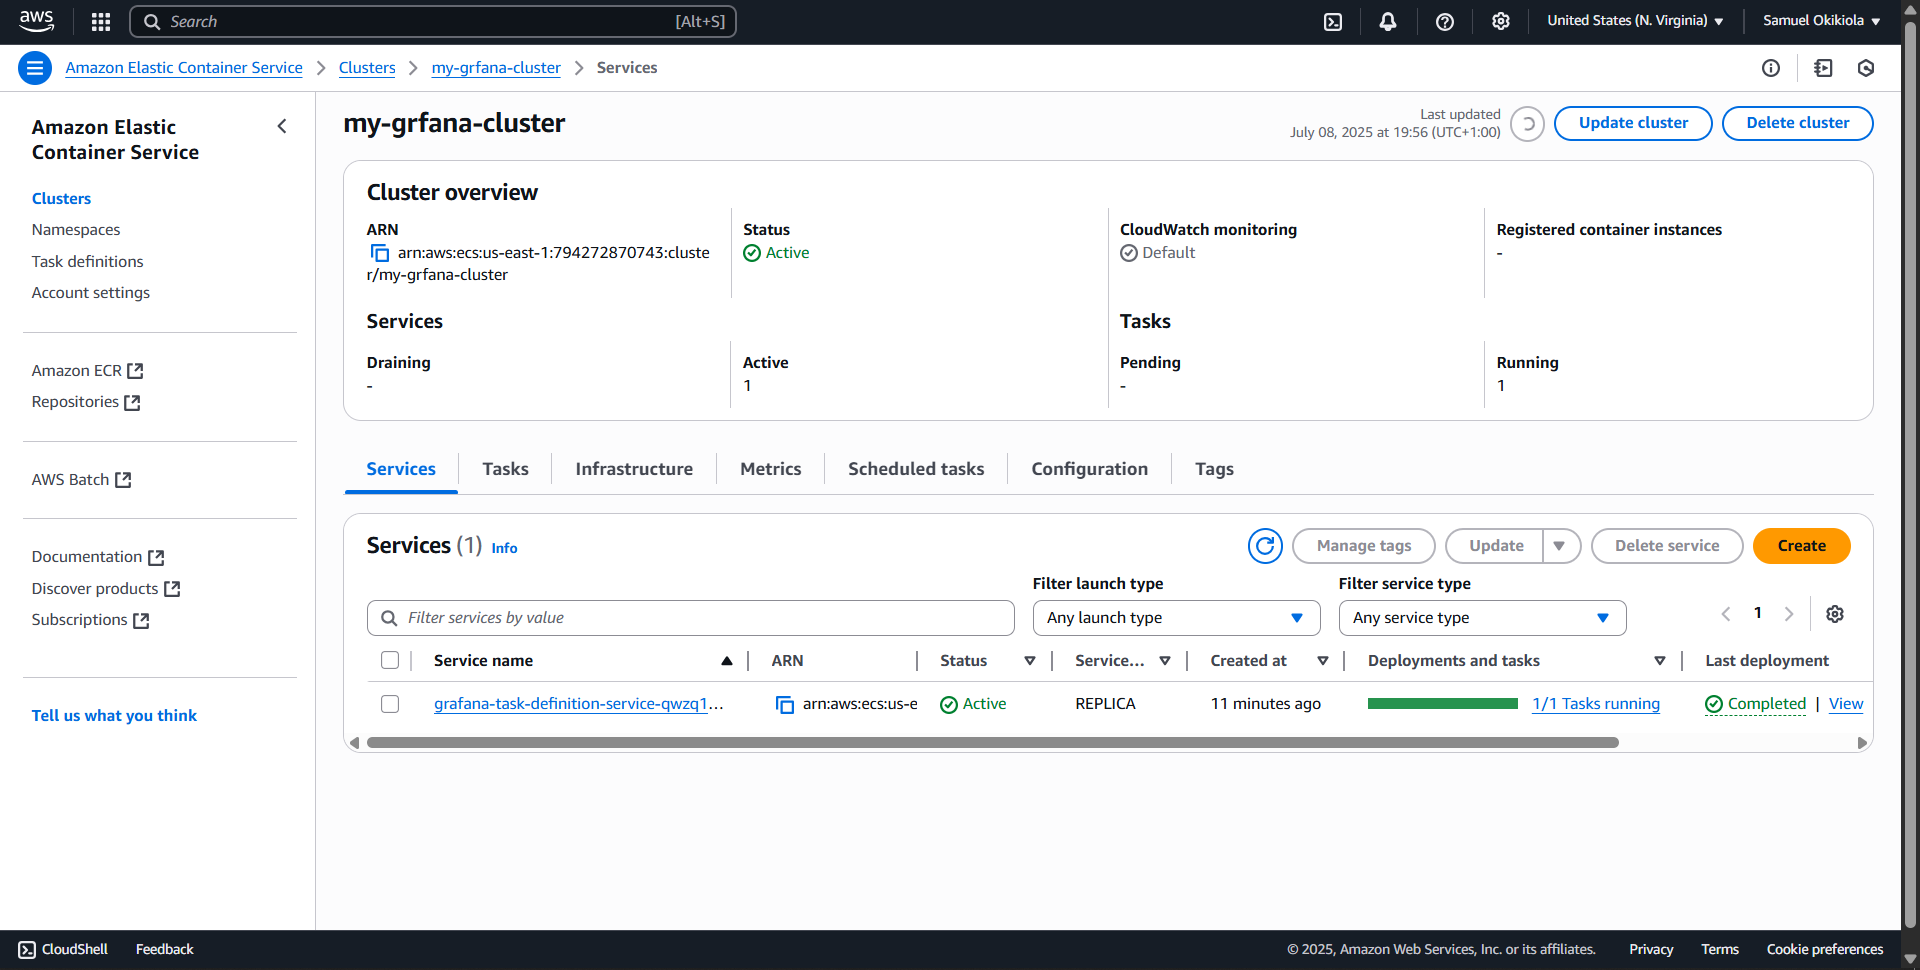 aws
Search [Alt+S]
United States (N. Virginia)
Samuel Okikiola
Amazon Elastic Container Service
Clusters
my-grfana-cluster
Services
Amazon Elastic
Container Service
Clusters
Namespaces
Task definitions
Account settings
Amazon ECR
Repositories
AWS Batch
Documentation
Discover products
Subscriptions
Tell us what you think
my-grfana-cluster
Last updated
July 08, 2025 at 19:56 (UTC+1:00)
Update cluster
Delete cluster
Cluster overview
ARN
arn:aws:ecs:us-east-1:794272870743:cluste
r/my-grfana-cluster
Status
Active
CloudWatch monitoring
Default
Registered container instances
-
Services
Tasks
Draining
-
Active
1
Pending
-
Running
1
Services
Tasks
Infrastructure
Metrics
Scheduled tasks
Configuration
Tags
Services (1) Info
Manage tags
Update
Delete service
Create
Filter launch type
Filter service type
Filter services by value
Any launch type
Any service type
1
Service name
ARN
Status
Service...
Created at
Deployments and tasks
Last deployment
grafana-task-definition-service-qwzq1...
arn:aws:ecs:us-e
Active
REPLICA
11 minutes ago
1/1 Tasks running
Completed | View
CloudShell
Feedback
© 2025, Amazon Web Services, Inc. or its affiliates.
Privacy
Terms
Cookie preferences